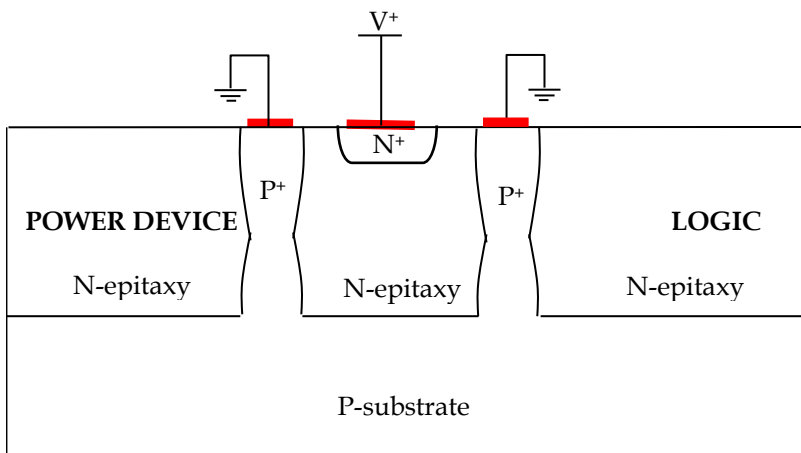 V⁺
N⁺
P⁺
P⁺
POWER DEVICE
LOGIC
N-epitaxy
N-epitaxy
N-epitaxy
P-substrate